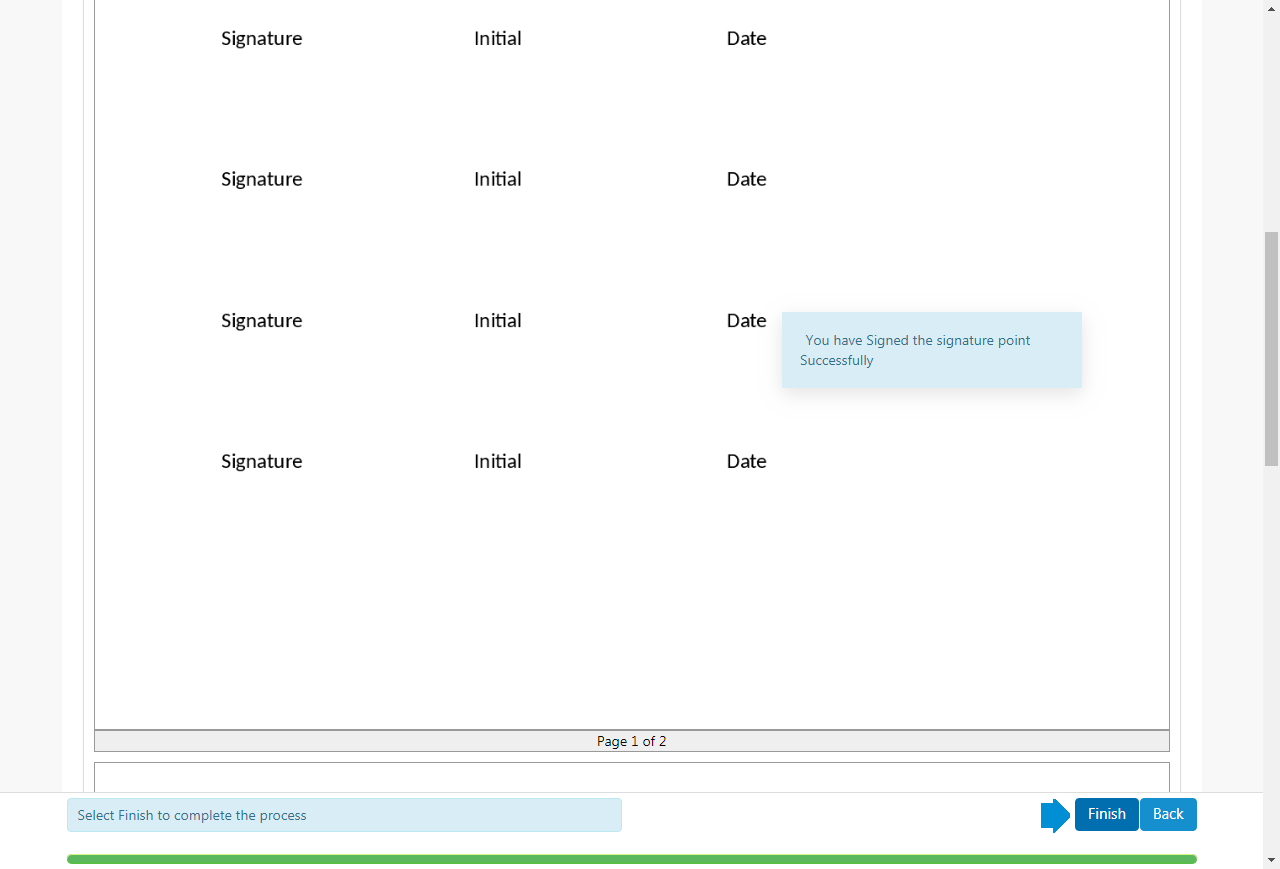 Signature Initial Date
Signature Initial Date
Signature Initial Date
You have Signed the signature point
Successfully
Signature Initial Date
Page 1 of 2
Select Finish to complete the process
Finish Back